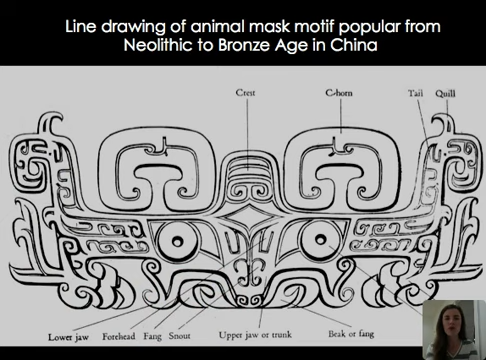 Line drawing of animal mask motif popular from
Neolithic to Bronze Age in China
Crest C-horn Tail Quill
Lower jaw Forehead Fang Snout Upper jaw or trunk Beak or fang